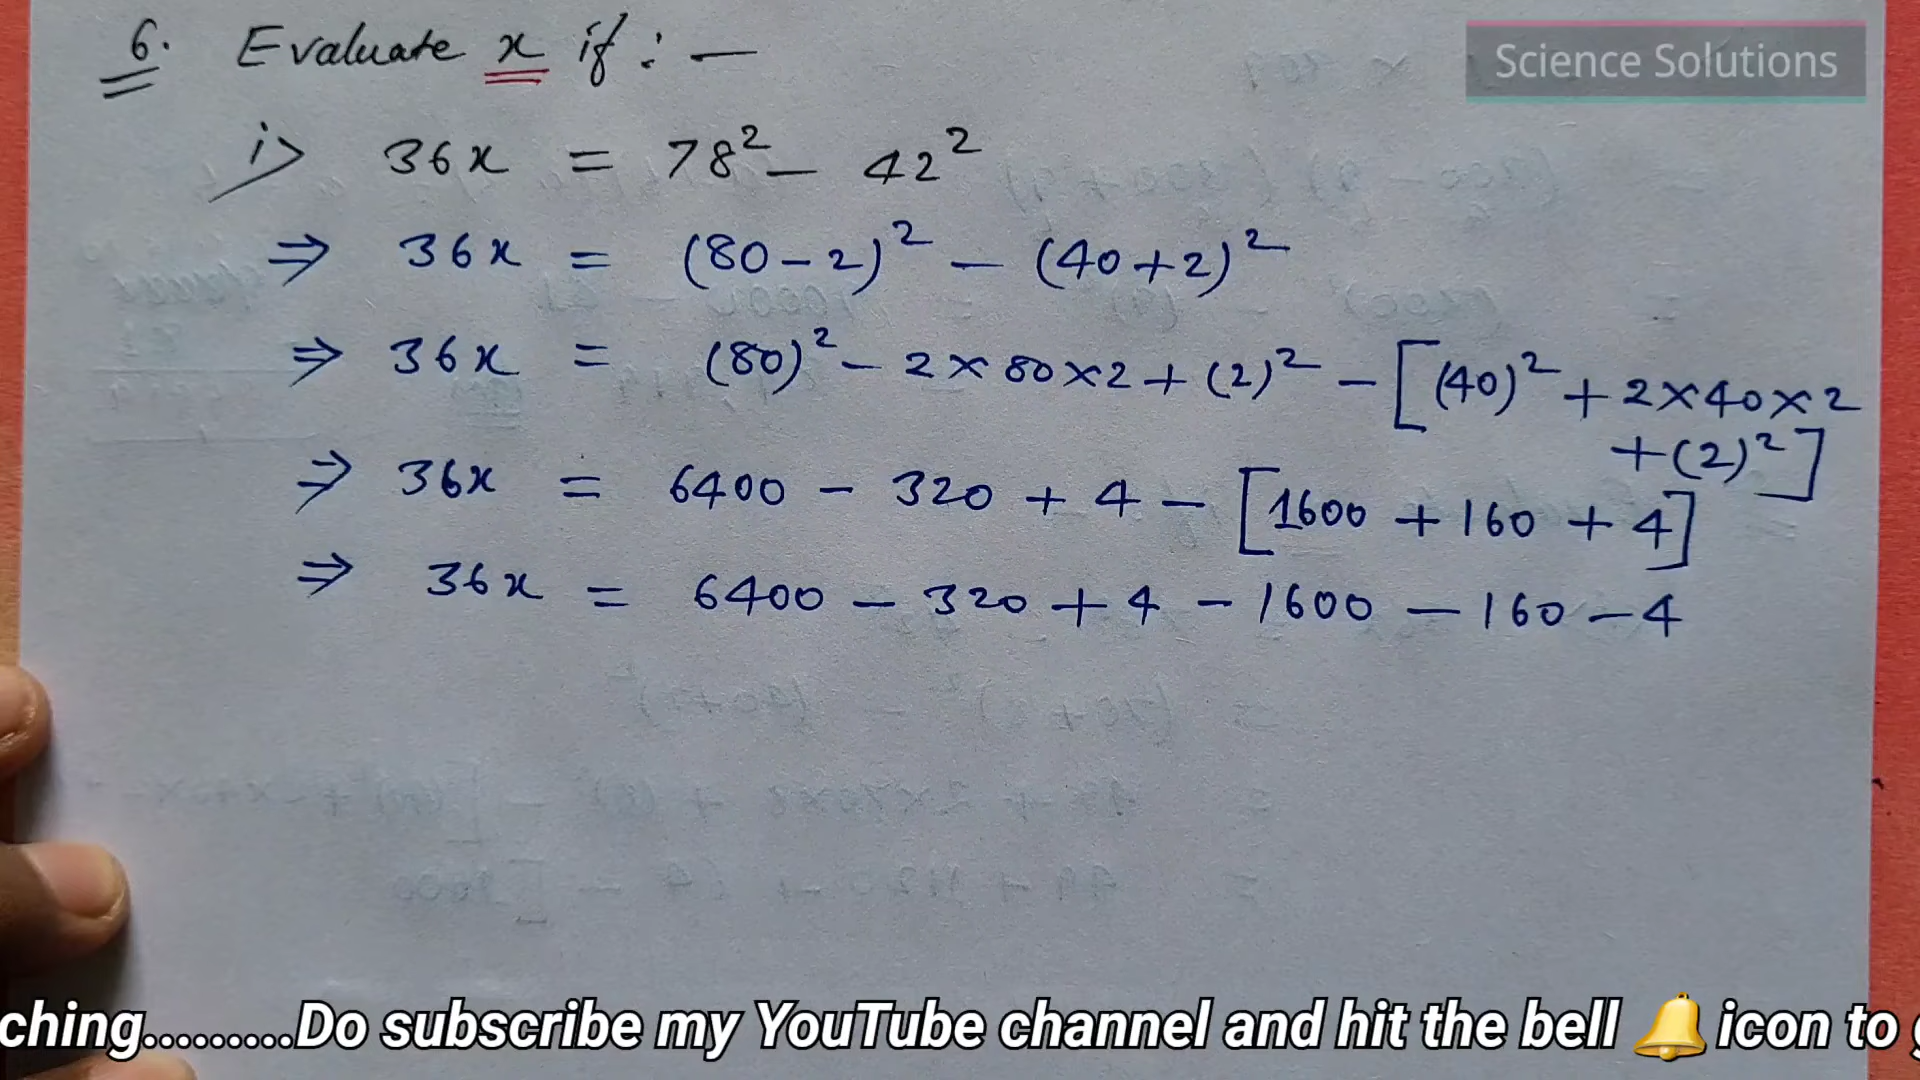 6. Evaluate x if : —
Science Solutions
i> 36x = 78² − 42²
⇒ 36x = (80−2)² − (40+2)²
⇒ 36x = (80)² − 2×80×2 + (2)² − [(40)² + 2×40×2
+(2)²]
⇒ 36x = 6400 − 320 + 4 − [1600 + 160 + 4]
⇒ 36x = 6400 − 320 + 4 − 1600 − 160 − 4
ching.........Do subscribe my YouTube channel and hit the bell 🔔 icon to